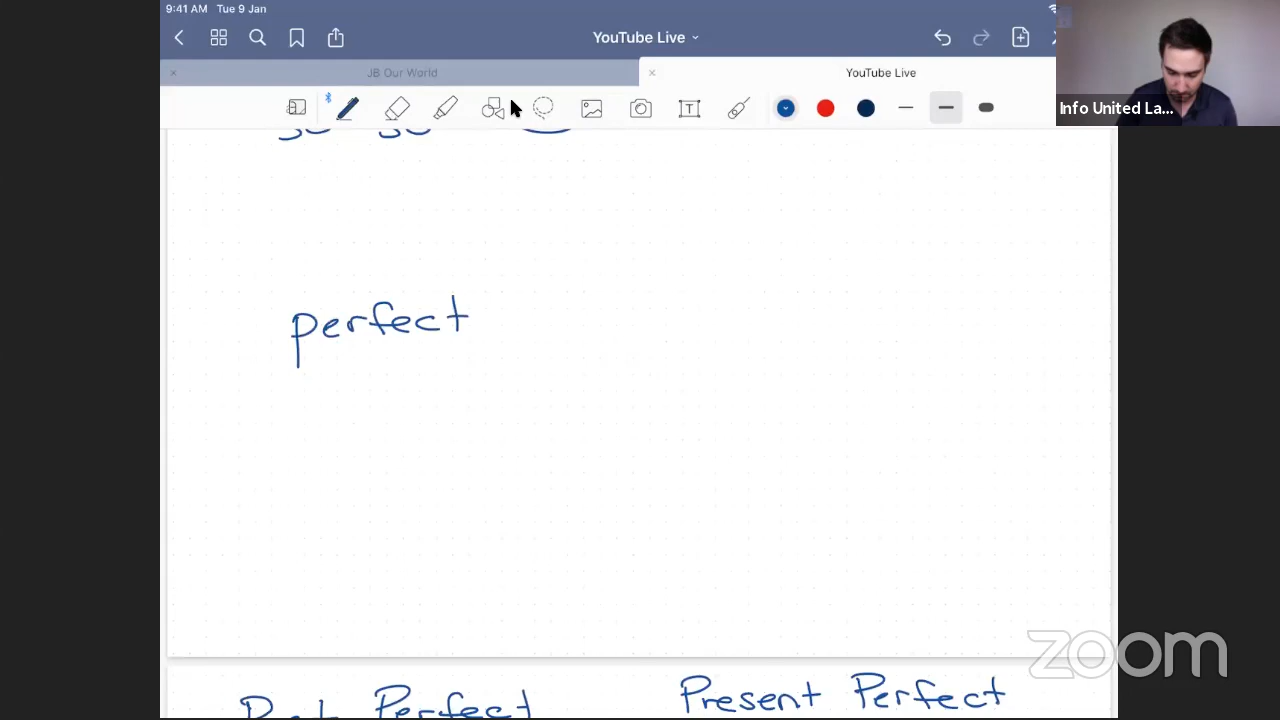 9:41 AM Tue 9 Jan
YouTube Live
JB Our World
YouTube Live
Info United La...
perfect
zoom
Perfect
Present Perfect